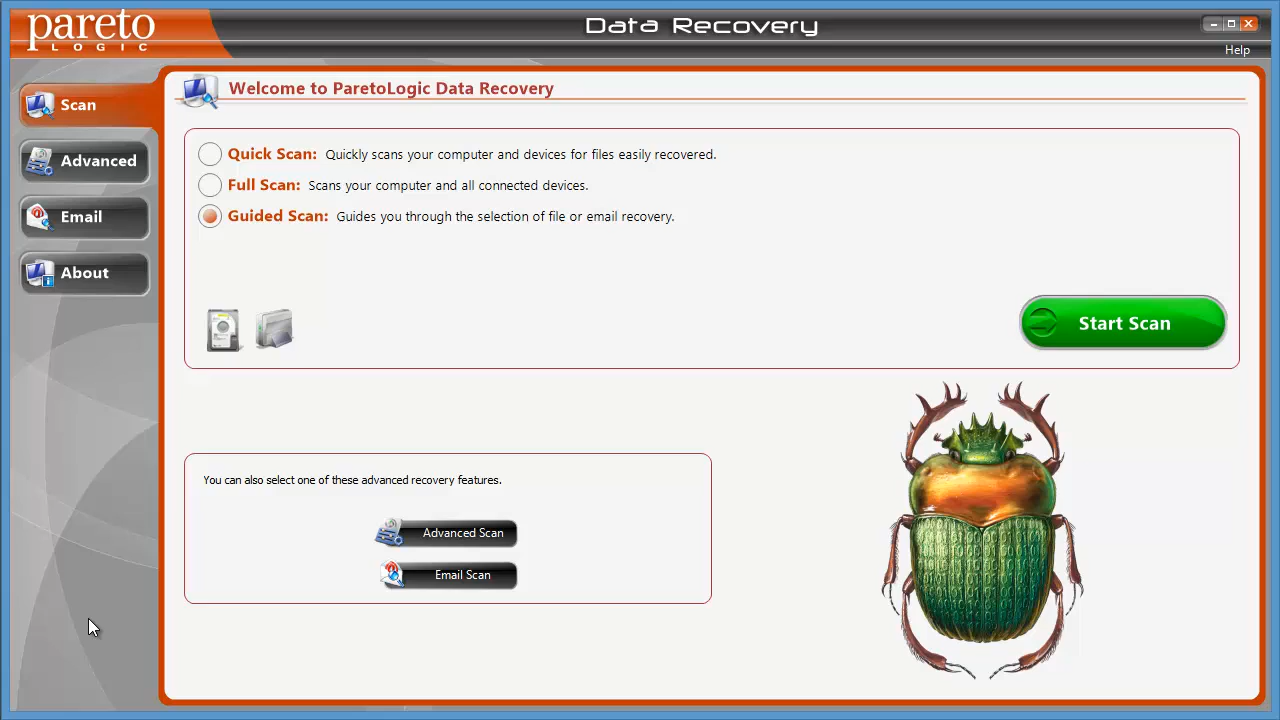 pareto
LOGIC
Data Recovery
Help
Scan
Advanced
Email
About
Welcome to ParetoLogic Data Recovery
Quick Scan: Quickly scans your computer and devices for files easily recovered.
Full Scan: Scans your computer and all connected devices.
Guided Scan: Guides you through the selection of file or email recovery.
Start Scan
You can also select one of these advanced recovery features.
Advanced Scan
Email Scan